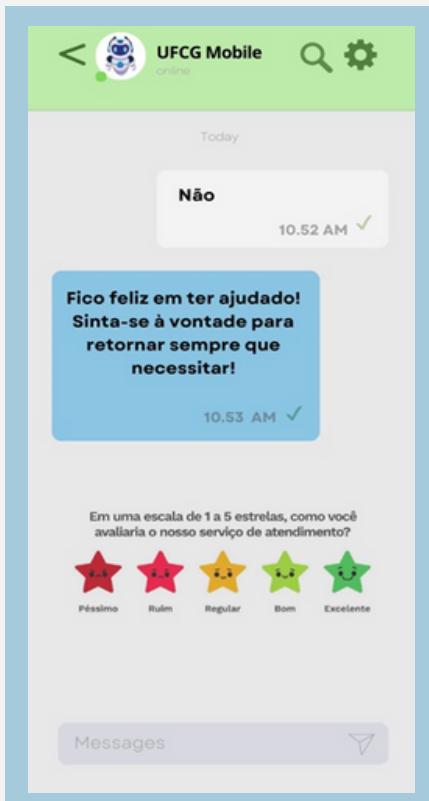 UFCG Mobile
online
Today
Não
10.52 AM
Fico feliz em ter ajudado!
Sinta-se à vontade para
retornar sempre que
necessitar!
10.53 AM
Em uma escala de 1 a 5 estrelas, como você
avaliaria o nosso serviço de atendimento?
Péssimo Ruim Regular Bom Excelente
Messages